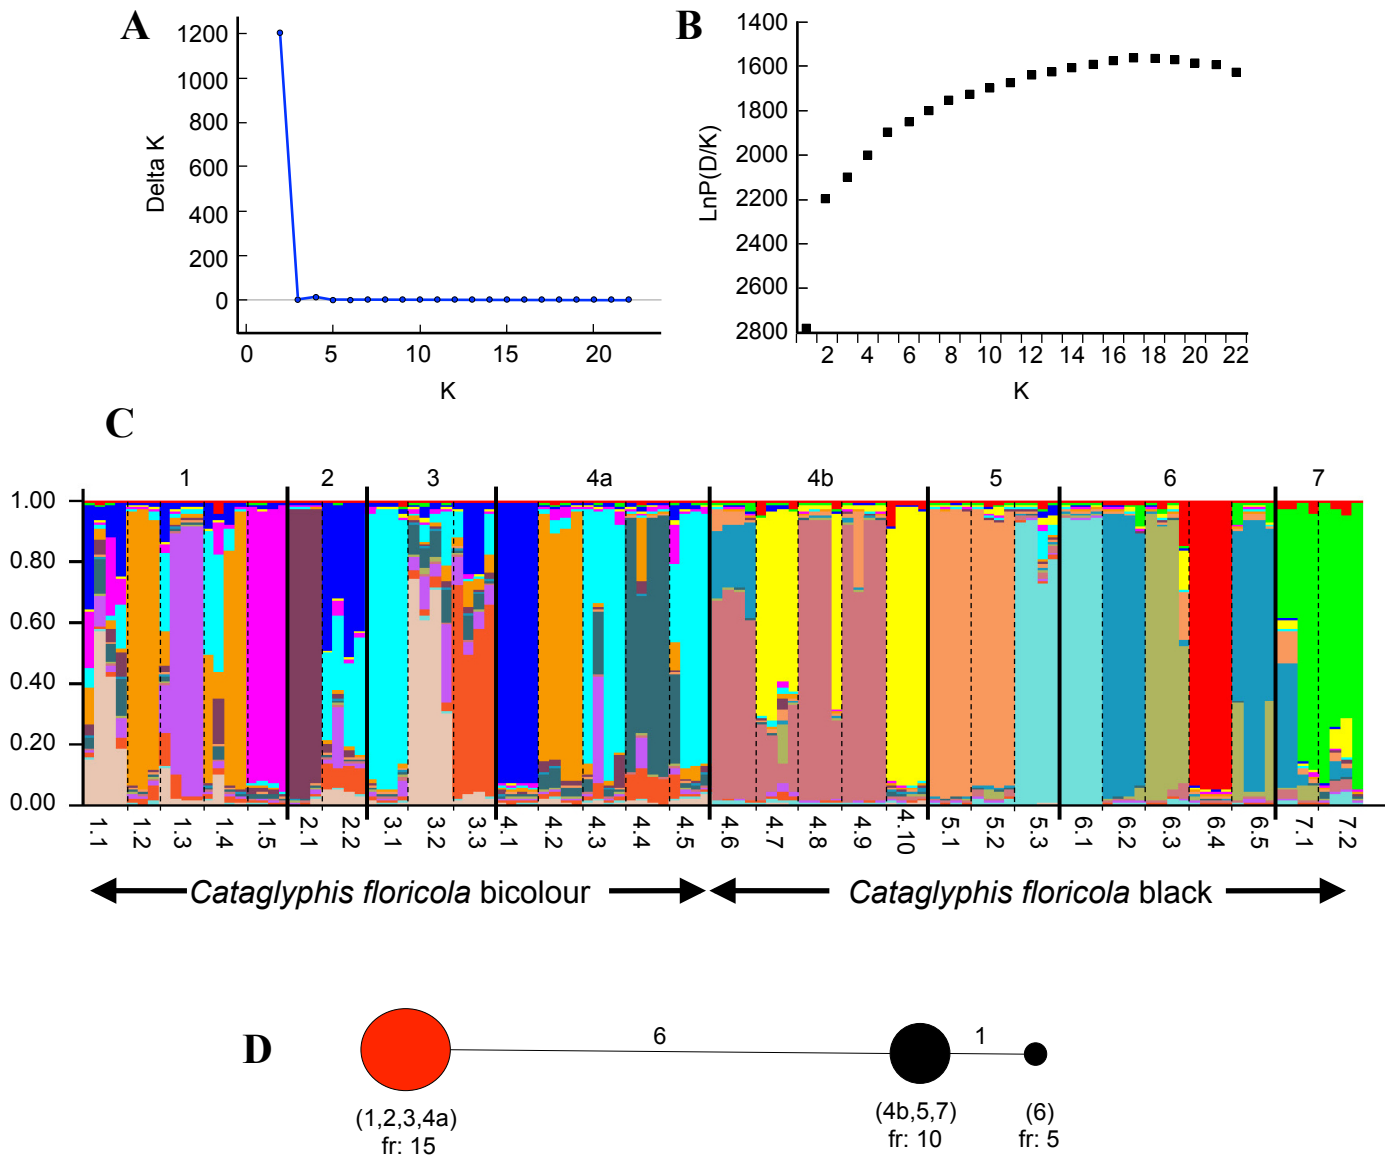 A
Delta K
1200
1000
800
600
400
200
0
0 5 10 15 20
K
B
LnP(D/K)
1400
1600
1800
2000
2200
2400
2600
2800
2 4 6 8 10 12 14 16 18 20 22
K
C
1 2 3 4a 4b 5 6 7
1.00
0.80
0.60
0.40
0.20
0.00
1.1 1.2 1.3 1.4 1.5 2.1 2.2 3.1 3.2 3.3 4.1 4.2 4.3 4.4 4.5 4.6 4.7 4.8 4.9 4.10 5.1 5.2 5.3 6.1 6.2 6.3 6.4 6.5 7.1 7.2
Cataglyphis floricola bicolour
Cataglyphis floricola black
D
6 1
(1,2,3,4a) (4b,5,7) (6)
fr: 15 fr: 10 fr: 5